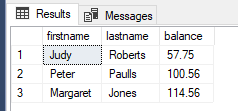 Results Messages
firstname lastname balance
1 Judy Roberts 57.75
2 Peter Paulls 100.56
3 Margaret Jones 114.56